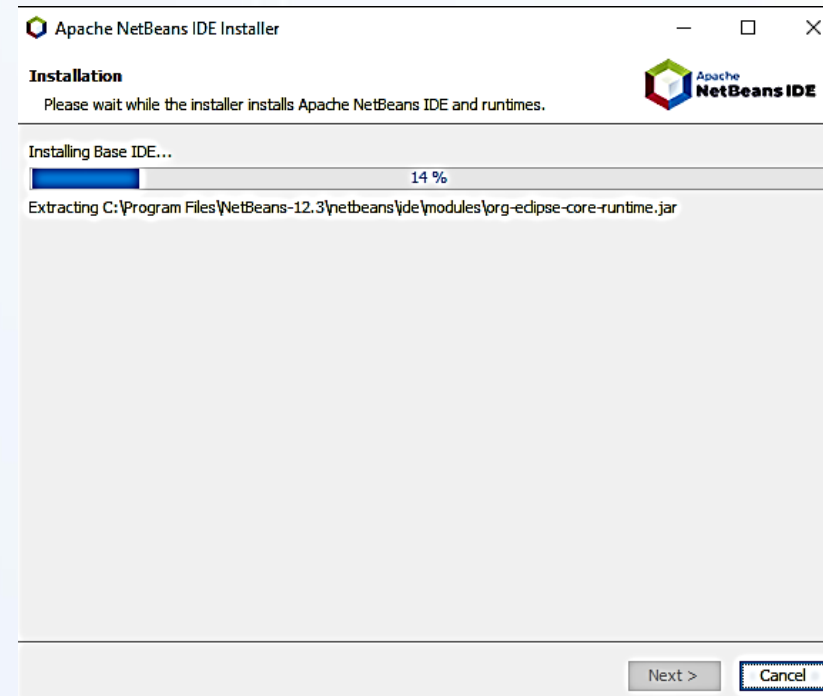 Apache NetBeans IDE Installer
Installation
Please wait while the installer installs Apache NetBeans IDE and runtimes.
Apache
NetBeans IDE
Installing Base IDE...
14 %
Extracting C:\Program Files\NetBeans-12.3\netbeans\ide\modules\org-eclipse-core-runtime.jar
Next >
Cancel